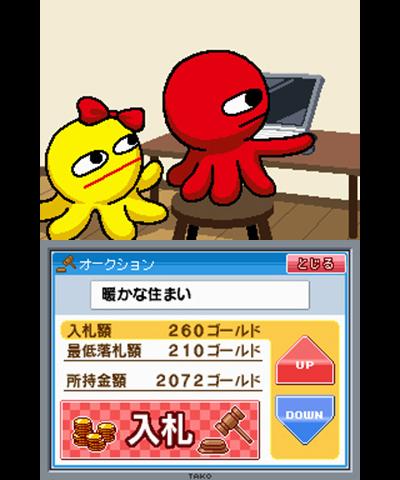 オークション
とじる
暖かな住まい
入札額 260ゴールド
最低落札額 210ゴールド
所持金額 2072ゴールド
UP
DOWN
入札
TAKO